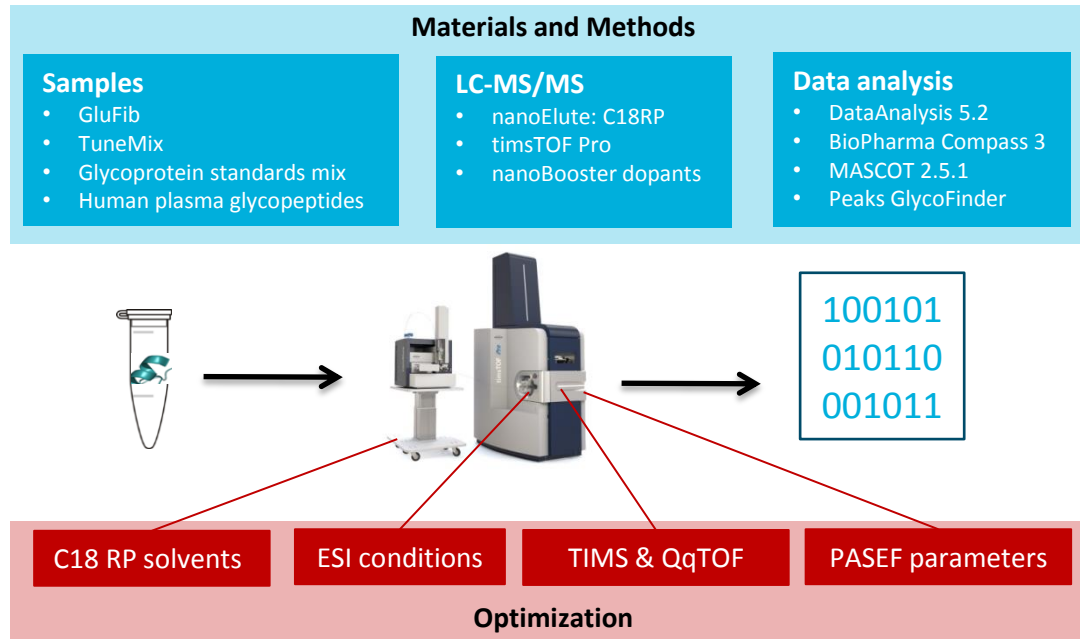 Materials and Methods
Samples
• GluFib
• TuneMix
• Glycoprotein standards mix
• Human plasma glycopeptides
LC-MS/MS
• nanoElute: C18RP
• timsTOF Pro
• nanoBooster dopants
Data analysis
• DataAnalysis 5.2
• BioPharma Compass 3
• MASCOT 2.5.1
• Peaks GlycoFinder
timsTOF Pro
100101
010110
001011
C18 RP solvents
ESI conditions
TIMS & QqTOF
PASEF parameters
Optimization